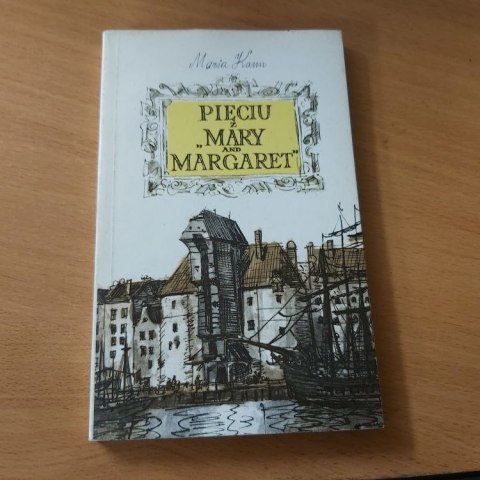 Maria Kann
PIĘCIU
Z
„MARY
AND
MARGARET”